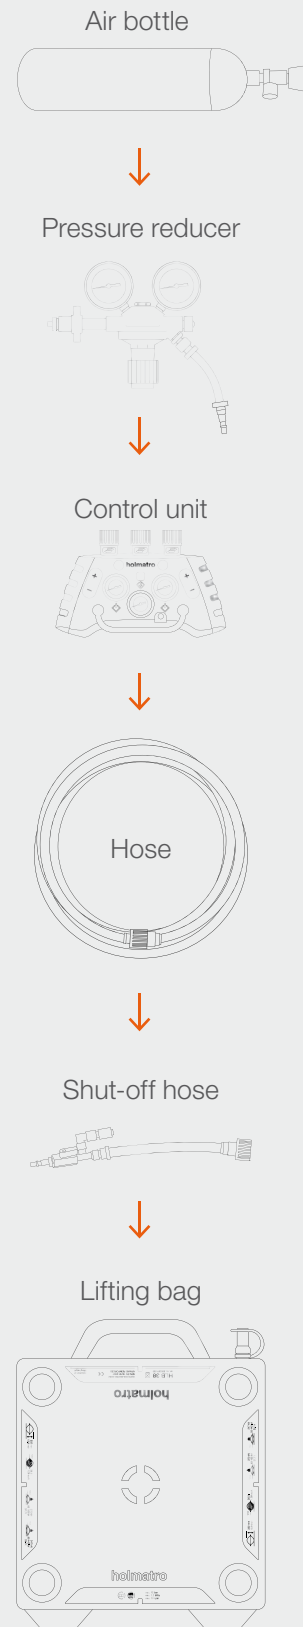 Air bottle
Pressure reducer
Control unit
holmatro
Hose
Shut-off hose
Lifting bag
holmatro
holmatro